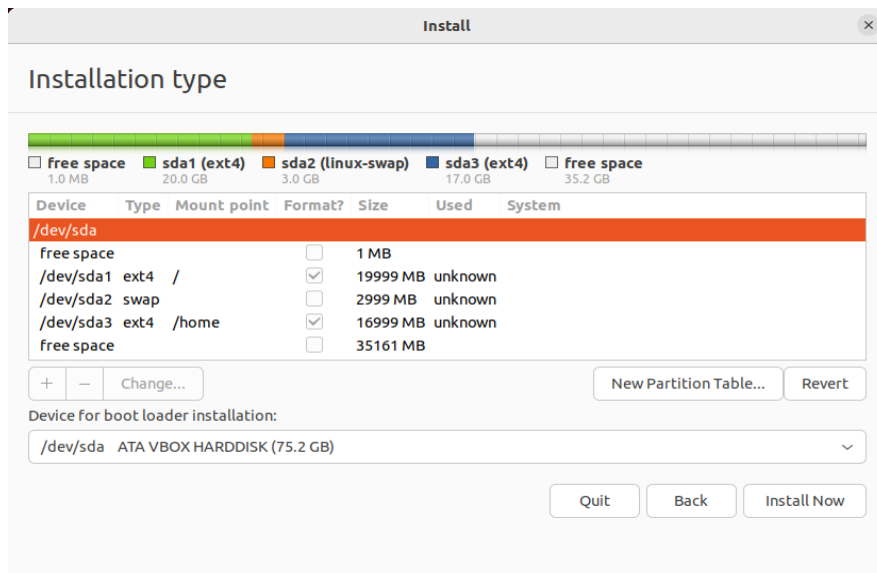 Install
Installation type
free space sda1 (ext4) sda2 (linux-swap) sda3 (ext4) free space
1.0 MB 20.0 GB 3.0 GB 17.0 GB 35.2 GB
Device Type Mount point Format? Size Used System
/dev/sda
free space 1 MB
/dev/sda1 ext4 / 19999 MB unknown
/dev/sda2 swap 2999 MB unknown
/dev/sda3 ext4 /home 16999 MB unknown
free space 35161 MB
+ − Change... New Partition Table... Revert
Device for boot loader installation:
/dev/sda ATA VBOX HARDDISK (75.2 GB)
Quit Back Install Now